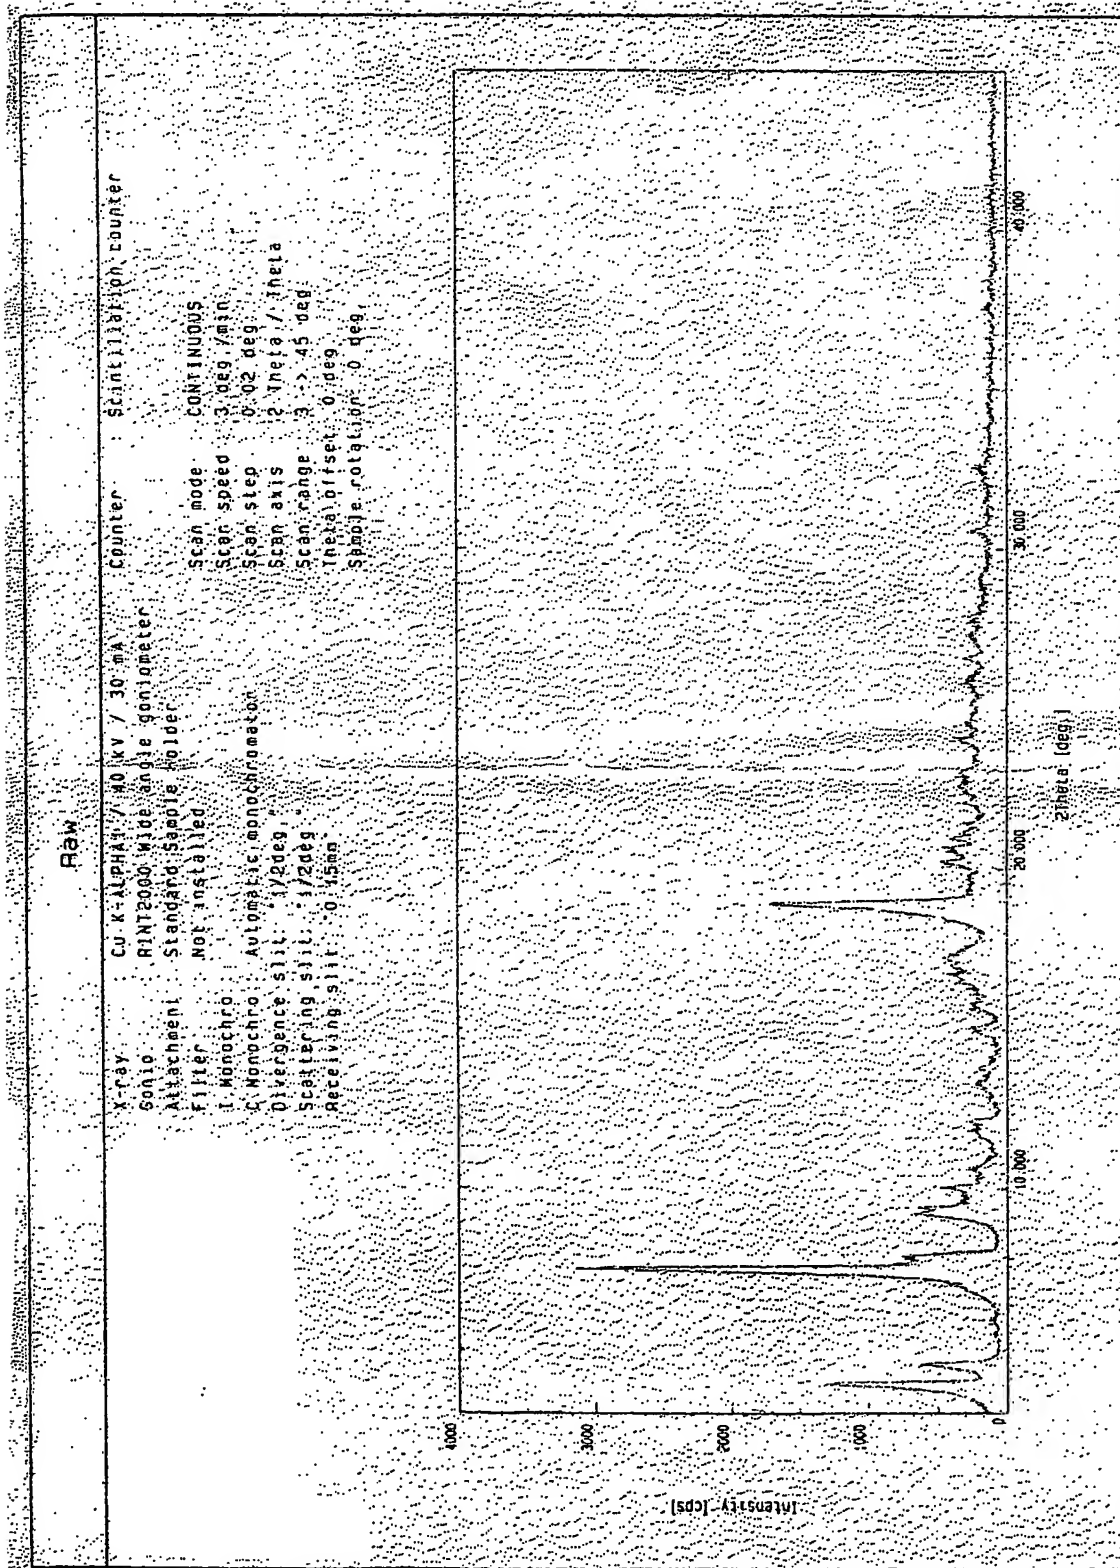 Raw
X-ray : Cu K-ALPHA1 / 40 kV / 30 mA
Gonio : RINT2000 Wide angle goniometer
Attachment : Standard Sample Holder
Filter : Not installed
I Monochro :
C Monochro : Automatic monochromator
Divergence slit : 1/2deg.
Scattering slit : 1/2deg.
Receiving slit : 0.15mm
Counter : Scintillation counter
Scan mode : CONTINUOUS
Scan speed : 3 deg./min
Scan step : 0.02 deg.
Scan axis : 2 Theta / Theta
Scan range : 3 -> 45 deg
Theta offset : 0 deg.
Sample rotation : 0 deg.
Intensity [cps]
4000
3000
2000
1000
0
10.000
20.000
30.000
40.000
2Theta [deg.]